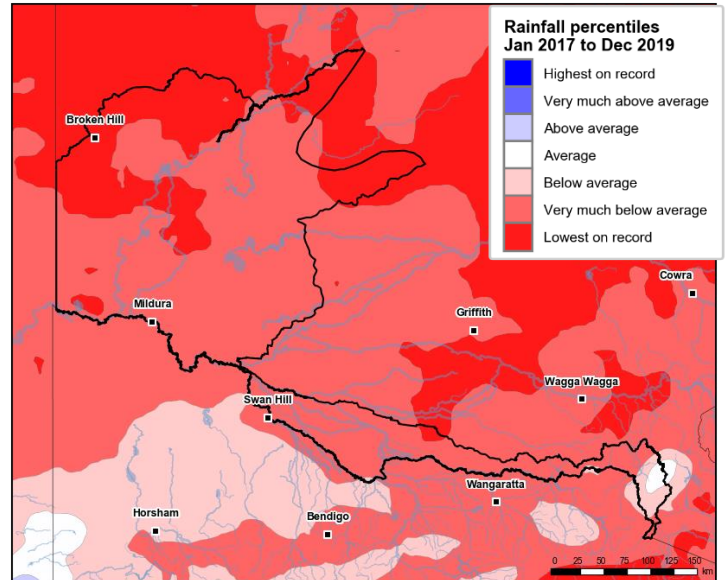 Rainfall percentiles
Jan 2017 to Dec 2019
Highest on record
Very much above average
Above average
Average
Below average
Very much below average
Lowest on record
Broken Hill
Cowra
Mildura
Griffith
Wagga Wagga
Swan Hill
Wangaratta
Horsham
Bendigo
0 25 50 75 100 125 150
km